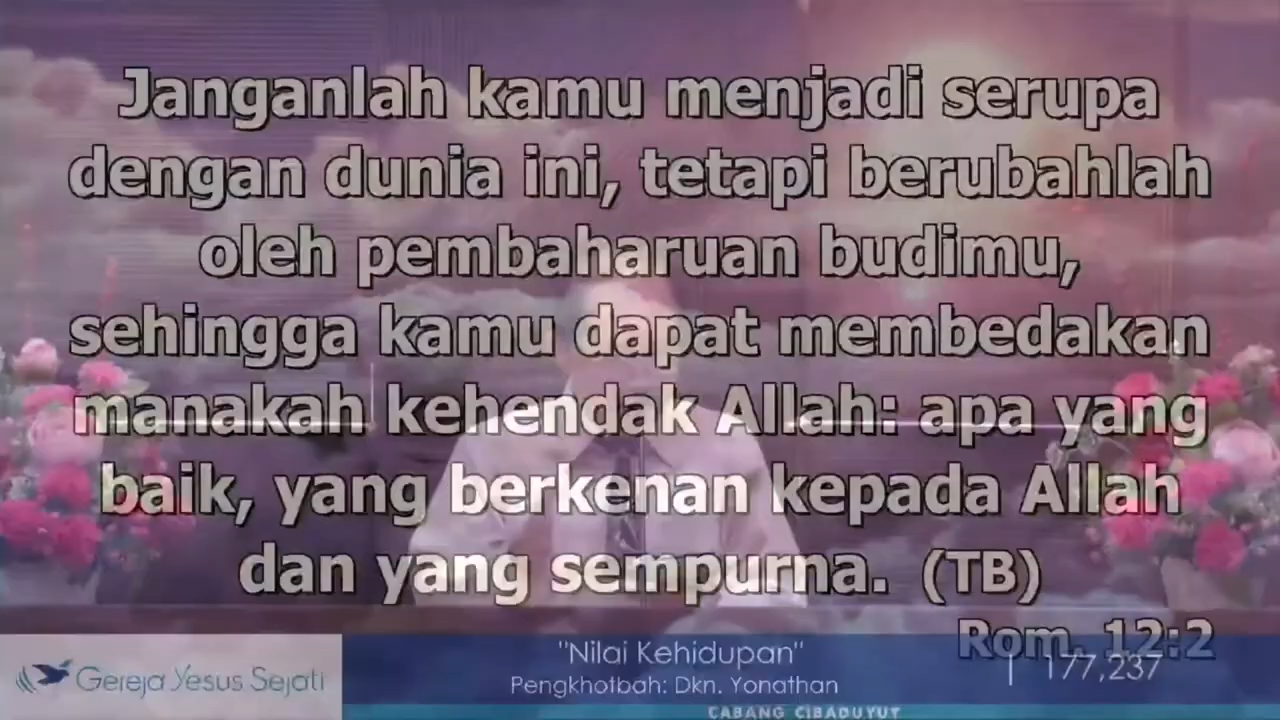 Janganlah kamu menjadi serupa
dengan dunia ini, tetapi berubahlah
oleh pembaharuan budimu,
sehingga kamu dapat membedakan
manakah kehendak Allah: apa yang
baik, yang berkenan kepada Allah
dan yang sempurna. (TB)
Rom. 12:2
Gereja Yesus Sejati
"Nilai Kehidupan"
Pengkhotbah: Dkn. Yonathan
| 177,237
CABANG CIBADUYUT